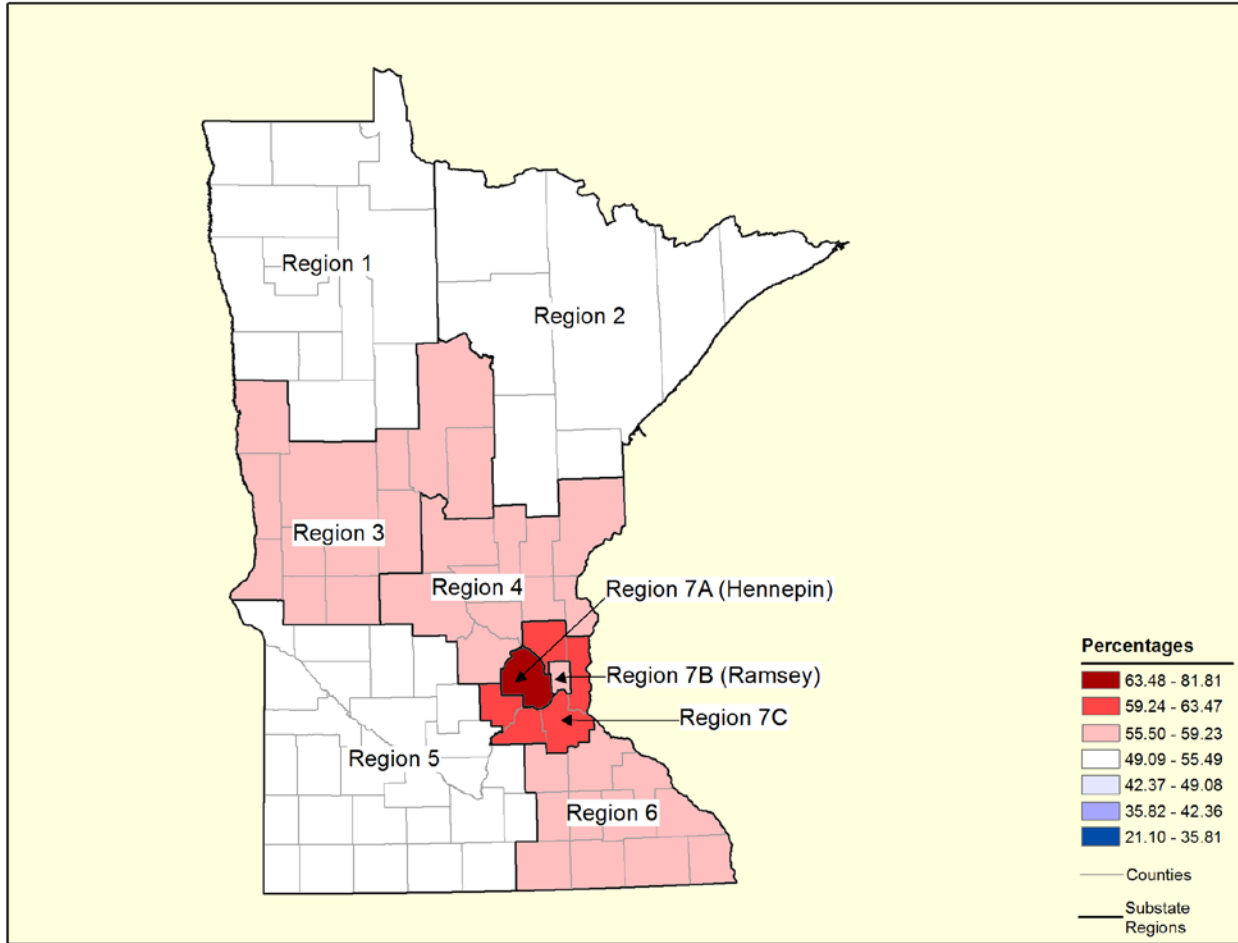 Region 1
Region 2
Region 3
Region 4
Region 7A (Hennepin)
Region 7B (Ramsey)
Region 7C
Region 5
Region 6
Percentages
63.48 - 81.81
59.24 - 63.47
55.50 - 59.23
49.09 - 55.49
42.37 - 49.08
35.82 - 42.36
21.10 - 35.81
Counties
Substate
Regions